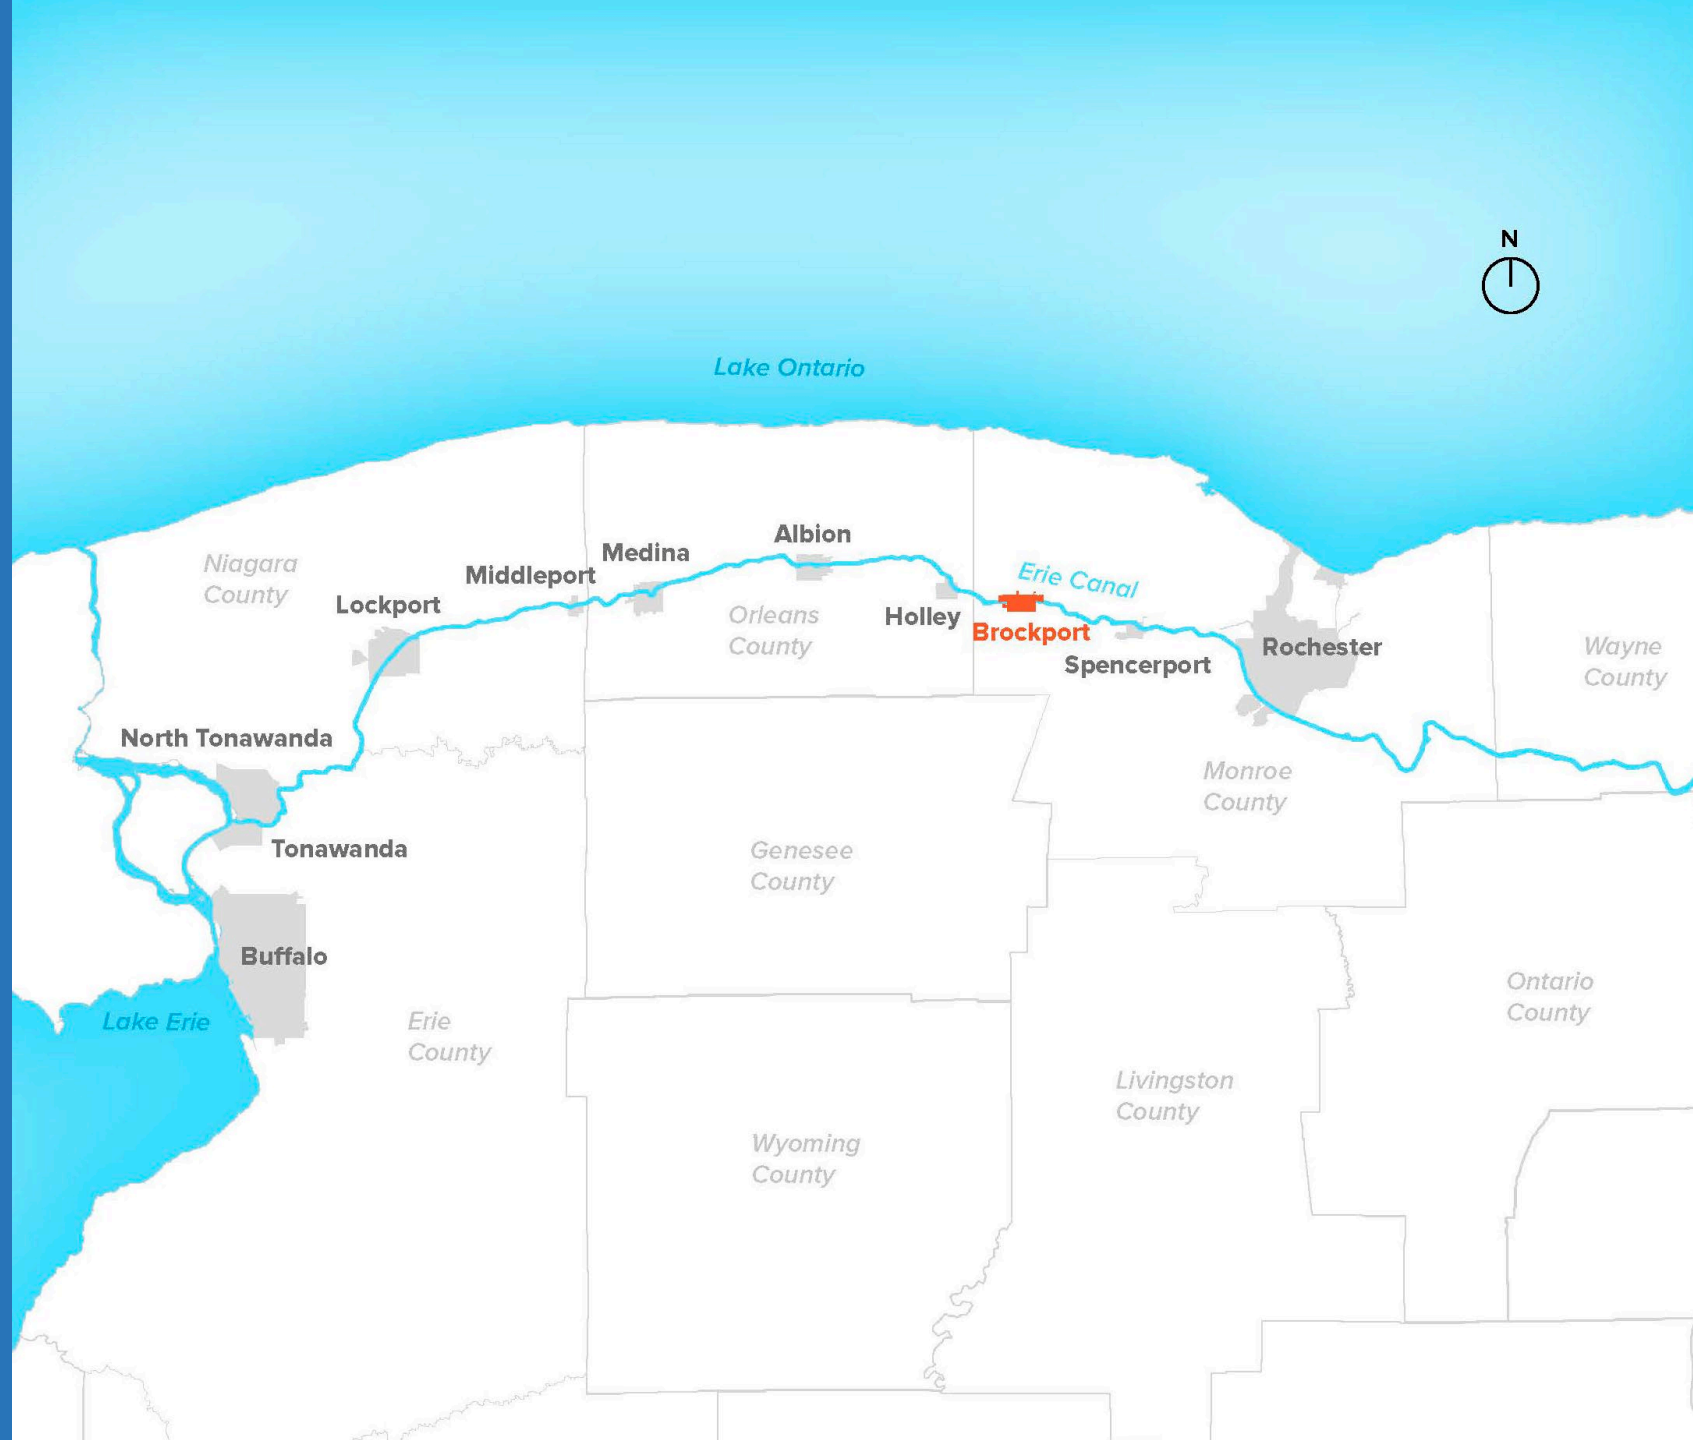 N
Lake Ontario
Albion
Medina
Niagara
County
Middleport
Erie Canal
Lockport
Orleans
County
Holley
Brockport
Rochester
Wayne
County
Spencerport
North Tonawanda
Monroe
County
Tonawanda
Genesee
County
Buffalo
Ontario
County
Lake Erie
Erie
County
Livingston
County
Wyoming
County